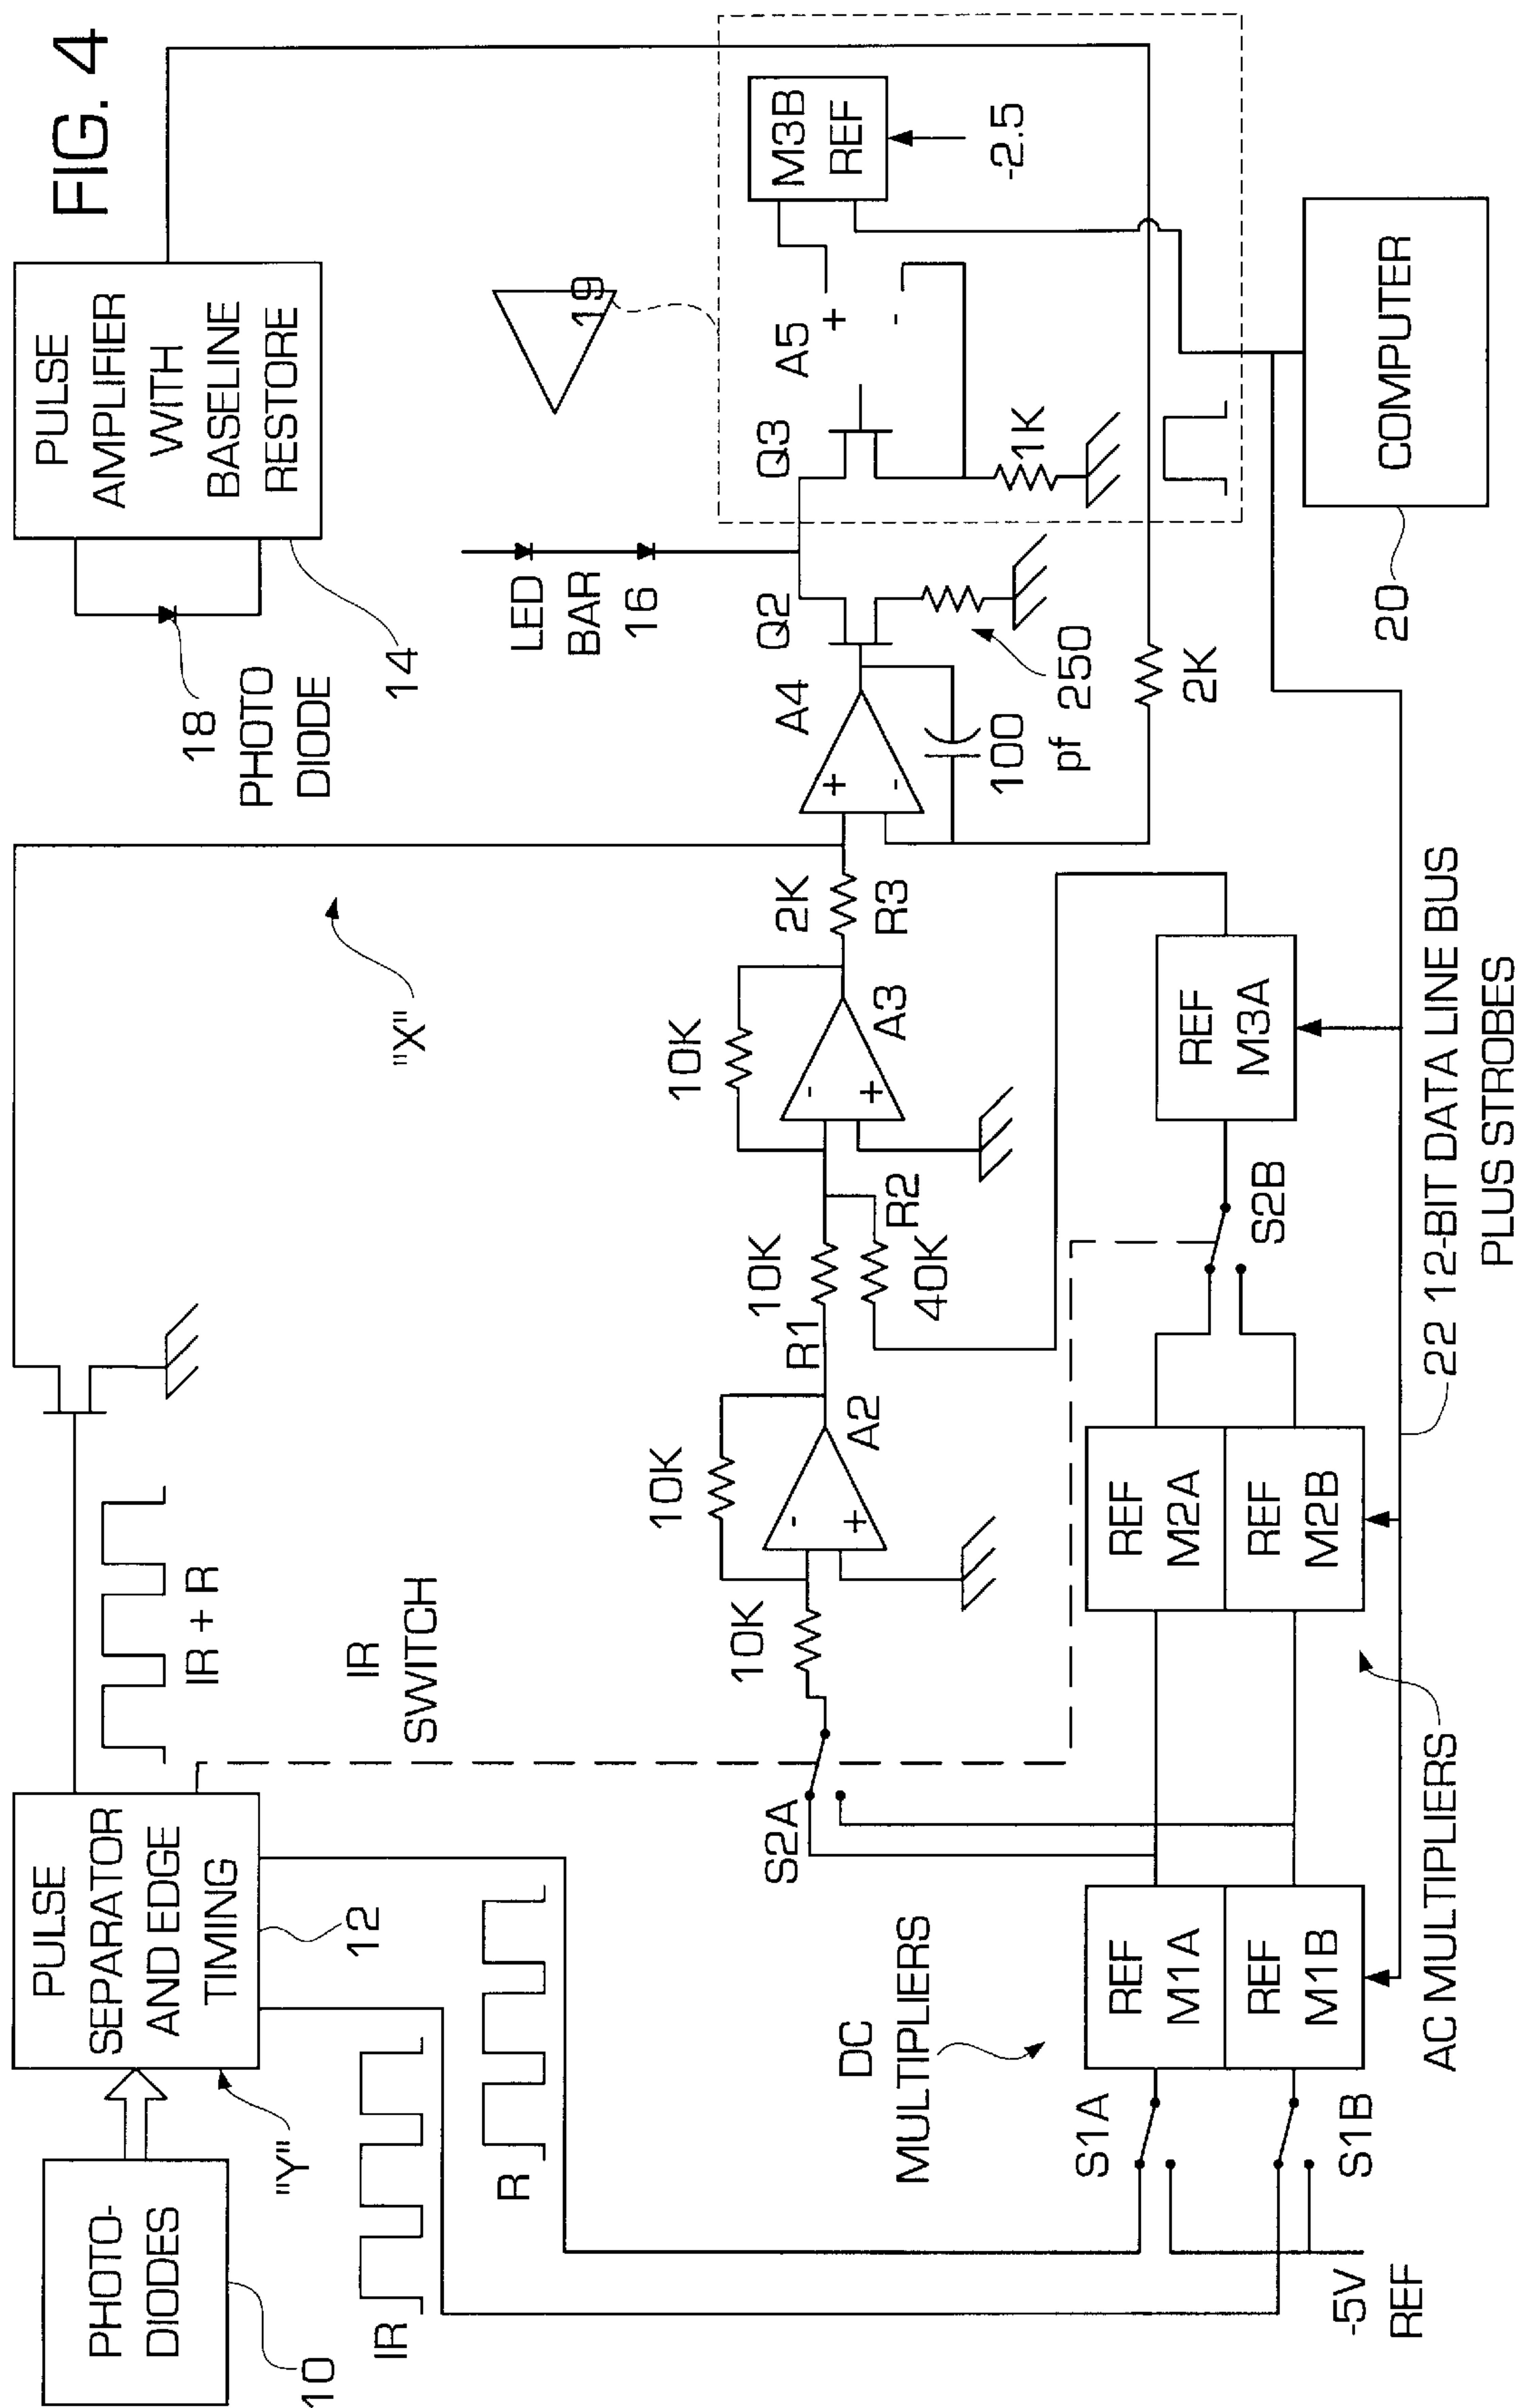 FIG. 4
PHOTO-
DIODES
10
"Y"
PULSE
SEPARATOR
AND EDGE
TIMING
12
IR
R
IR + R
IR
SWITCH
"X"
PULSE
AMPLIFIER
WITH
BASELINE
RESTORE
14
18
PHOTO
DIODE
LED
BAR
16
19
S2A
10K
10K
-
+
A2
R1
10K
R2
40K
10K
-
+
A3
2K
R3
A4
+
-
100
pf
250
Q2
2K
Q3
1K
A5
+
-
M3B
REF
-2.5
DC
MULTIPLIERS
S1A
S1B
-5V
REF
REF
M1A
REF
M1B
REF
M2A
REF
M2B
S2B
REF
M3A
AC MULTIPLIERS
22 12-BIT DATA LINE BUS
PLUS STROBES
20
COMPUTER